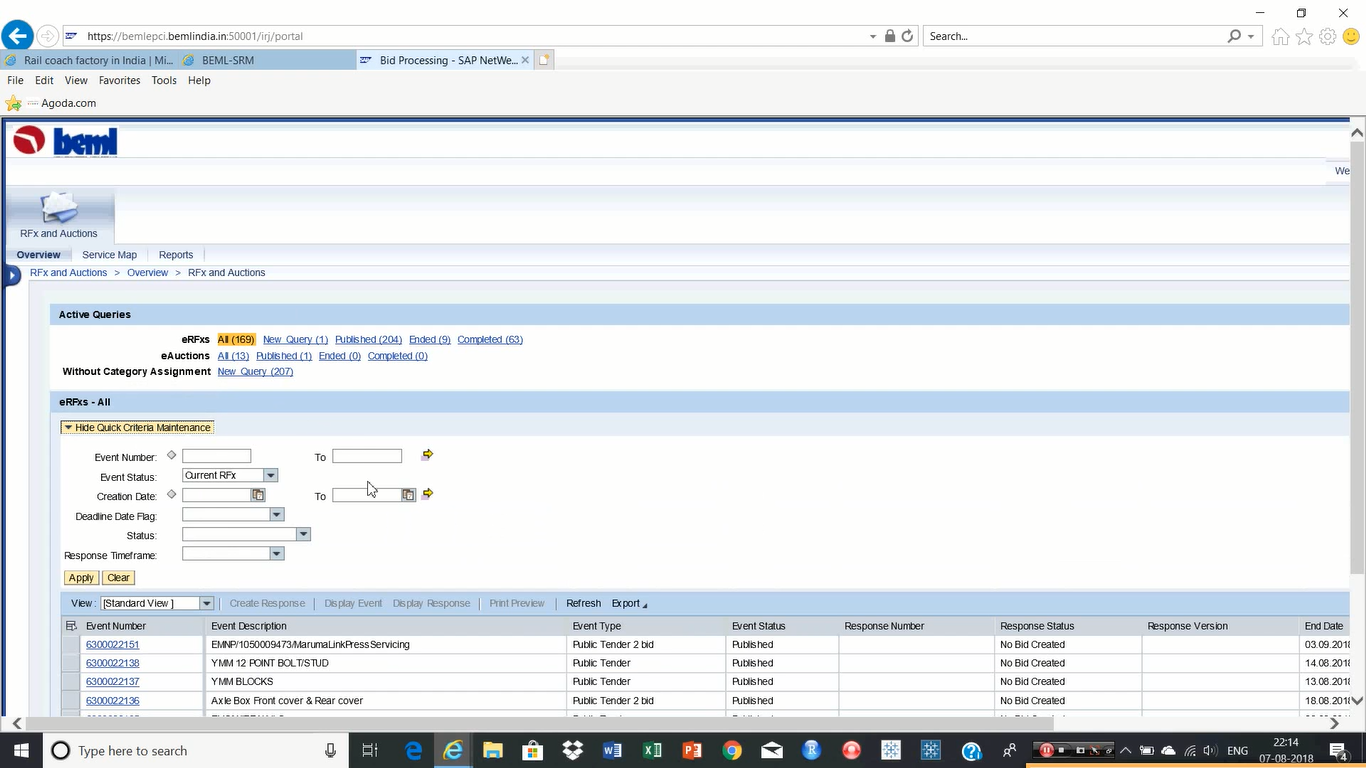 https://bemlepci.bemlindia.in:50001/irj/portal
Search...
Rail coach factory in India | Mi...
BEML-SRM
Bid Processing - SAP NetWe...
File Edit View Favorites Tools Help
Agoda.com
beml
We
RFx and Auctions
Overview Service Map Reports
RFx and Auctions > Overview > RFx and Auctions
Active Queries
eRFxs All (169) New Query (1) Published (204) Ended (9) Completed (63)
eAuctions All (13) Published (1) Ended (0) Completed (0)
Without Category Assignment New Query (207)
eRFxs - All
Hide Quick Criteria Maintenance
Event Number: To
Event Status: Current RFx
Creation Date: To
Deadline Date Flag:
Status:
Response Timeframe:
Apply Clear
View : [Standard View ] Create Response Display Event Display Response Print Preview Refresh Export
Event Number Event Description Event Type Event Status Response Number Response Status Response Version End Date
6300022151 EMNP/1050009473/MarumaLinkPressServicing Public Tender 2 bid Published No Bid Created 03.09.2018
6300022138 YMM 12 POINT BOLT/STUD Public Tender Published No Bid Created 14.08.2018
6300022137 YMM BLOCKS Public Tender Published No Bid Created 13.08.2018
6300022136 Axle Box Front cover & Rear cover Public Tender 2 bid Published No Bid Created 18.08.2018
Type here to search
ENG
22:14
07-08-2018
4